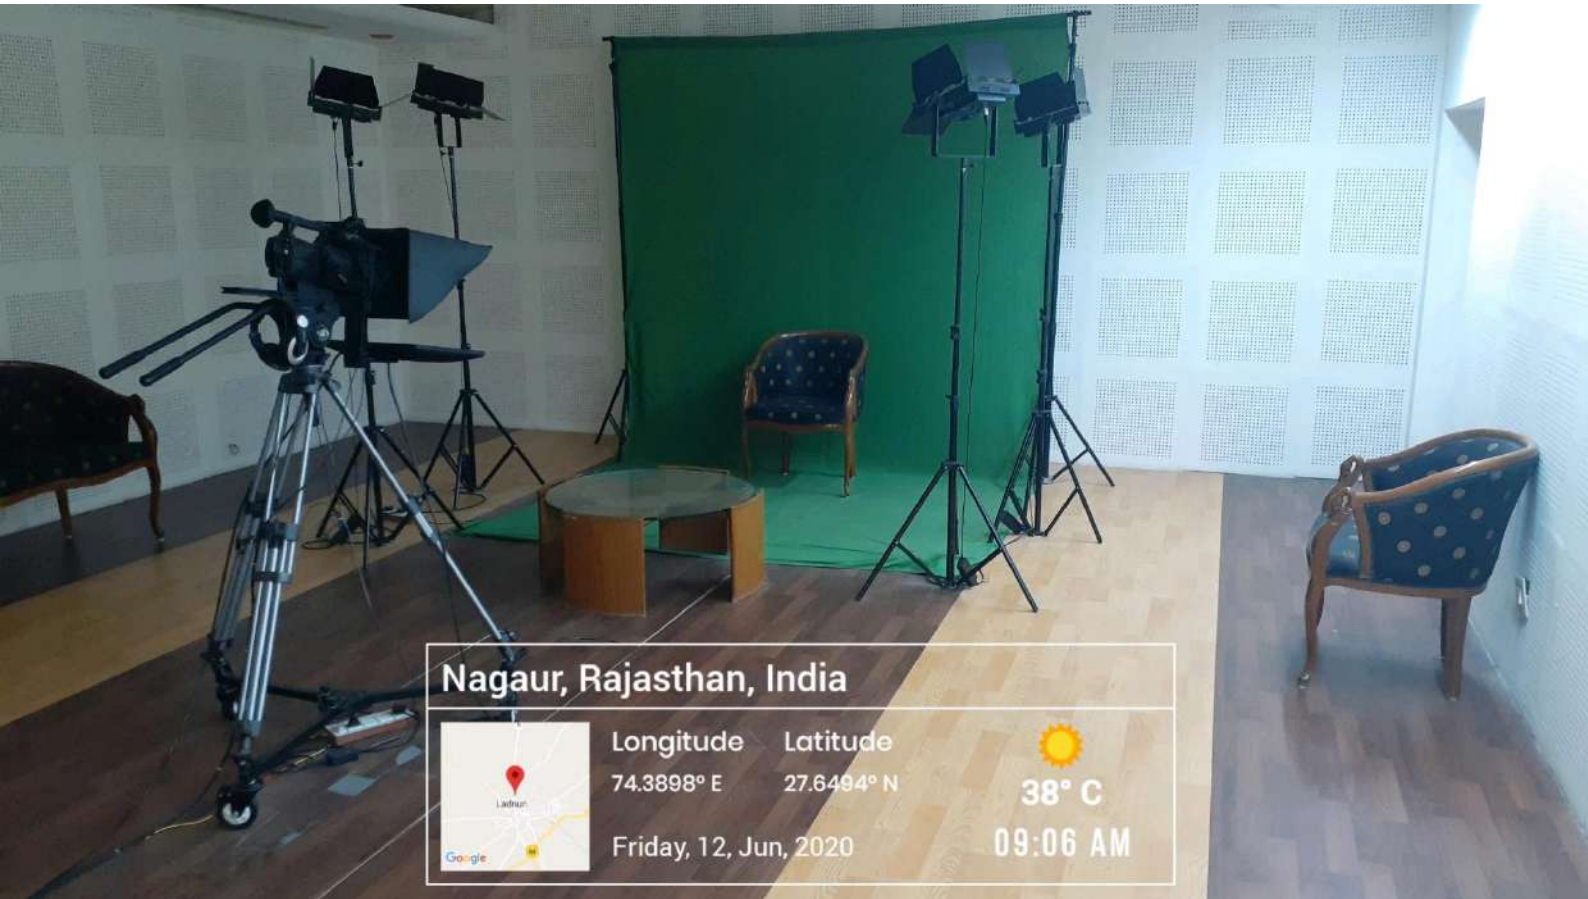 Nagaur, Rajasthan, India
Longitude Latitude
74.3898° E 27.6494° N
38° C
Ladnun
Google
Friday, 12, Jun, 2020
09:06 AM